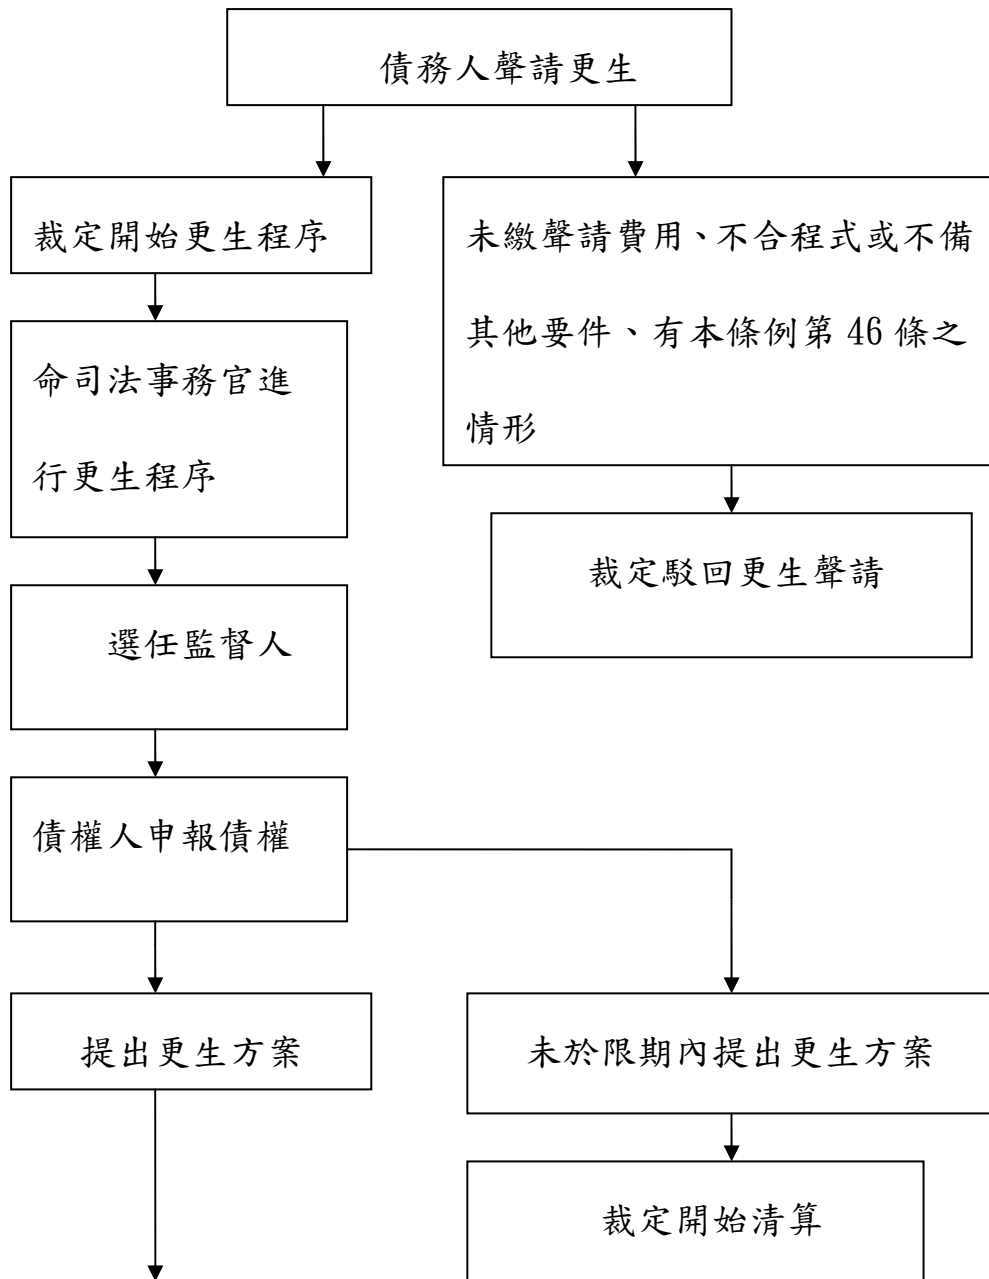 債務人聲請更生
裁定開始更生程序
未繳聲請費用、不合程式或不備
其他要件、有本條例第 46 條之
情形
命司法事務官進
行更生程序
裁定駁回更生聲請
選任監督人
債權人申報債權
提出更生方案
未於限期內提出更生方案
裁定開始清算